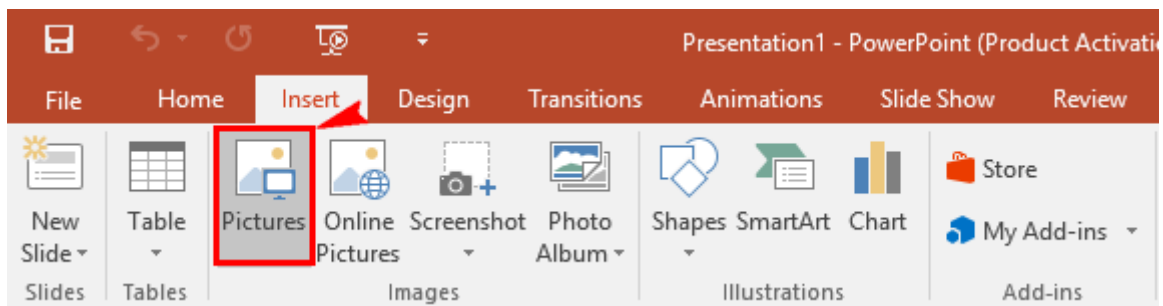 Presentation1 - PowerPoint (Product Activati
File Home Insert Design Transitions Animations Slide Show Review
New Slide
Table
Pictures
Online Pictures
Screenshot
Photo Album
Shapes
SmartArt
Chart
Store
My Add-ins
Slides Tables Images Illustrations Add-ins